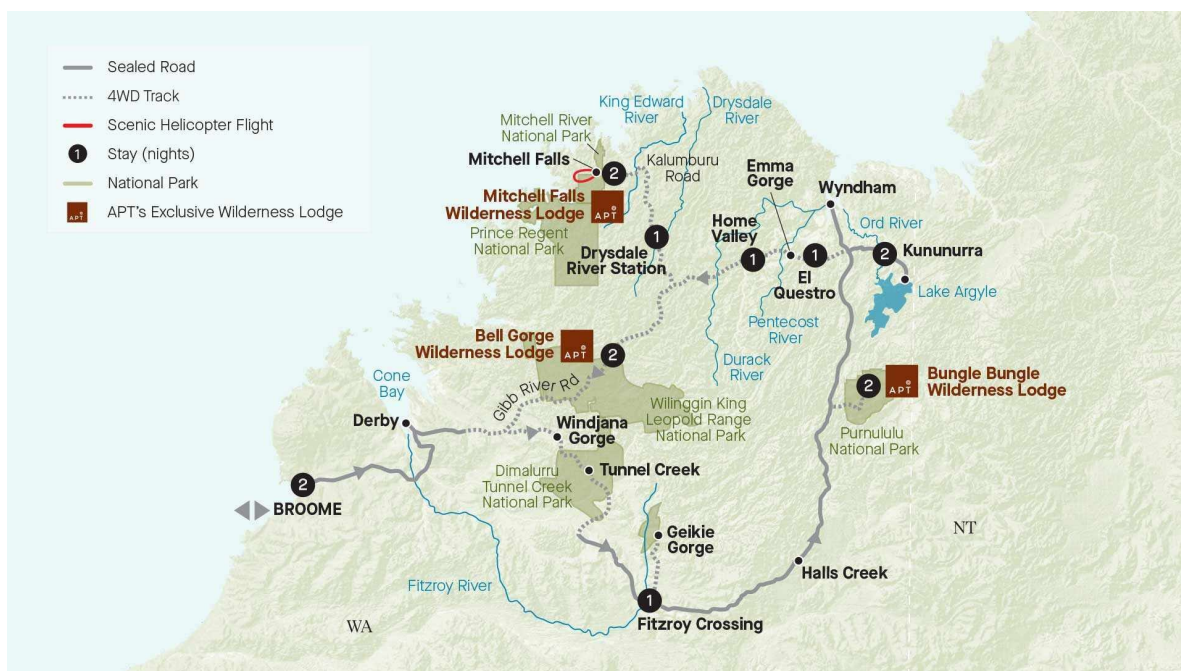 Sealed Road
4WD Track
Scenic Helicopter Flight
1 Stay (nights)
National Park
APT APT's Exclusive Wilderness Lodge
King Edward
River
Drysdale
River
Mitchell River
National Park
Mitchell Falls
2
Kalumburu
Road
Mitchell Falls
Wilderness Lodge
APT
Prince Regent
National Park
1
Drysdale
River Station
Emma
Gorge
Wyndham
Ord River
Home
Valley
1
1
El
Questro
2
Kununurra
Lake Argyle
Pentecost
River
Durack
River
Bell Gorge
Wilderness Lodge
APT
2
Gibb River Rd
Wilinggin King
Leopold Range
National Park
2
APT
Bungle Bungle
Wilderness Lodge
Purnululu
National Park
Cone
Bay
Derby
Windjana
Gorge
Dimalurru
Tunnel Creek
National Park
Tunnel Creek
2
BROOME
Geikie
Gorge
Halls Creek
NT
Fitzroy River
1
Fitzroy Crossing
WA